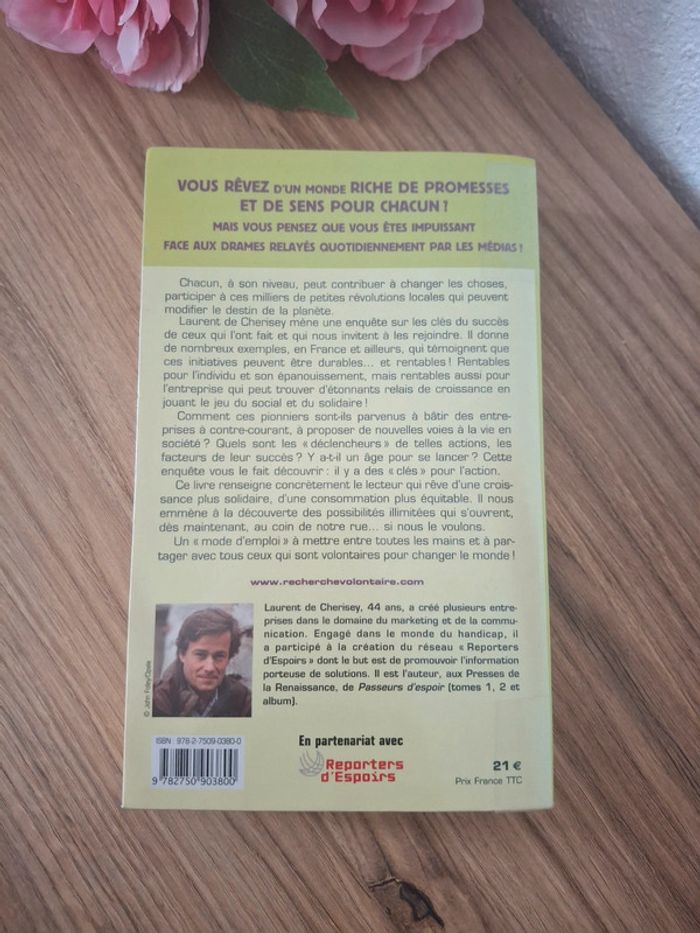 VOUS RÊVEZ D'UN MONDE RICHE DE PROMESSES
ET DE SENS POUR CHACUN ?
MAIS VOUS PENSEZ QUE VOUS ÊTES IMPUISSANT
FACE AUX DRAMES RELAYÉS QUOTIDIENNEMENT PAR LES MÉDIAS !
Chacun, à son niveau, peut contribuer à changer les choses,
participer à ces milliers de petites révolutions locales qui peuvent
modifier le destin de la planète.
Laurent de Cherisey mène une enquête sur les clés du succès
de ceux qui l'ont fait et qui nous invitent à les rejoindre. Il donne
de nombreux exemples, en France et ailleurs, qui témoignent que
ces initiatives peuvent être durables... et rentables ! Rentables
pour l'individu et son épanouissement, mais rentables aussi pour
l'entreprise qui peut trouver d'étonnants relais de croissance en
jouant le jeu du social et du solidaire !
Comment ces pionniers sont-ils parvenus à bâtir des entre-
prises à contre-courant, à proposer de nouvelles voies à la vie en
société ? Quels sont les « déclencheurs » de telles actions, les
facteurs de leur succès ? Y a-t-il un âge pour se lancer ? Cette
enquête vous le fait découvrir : il y a des « clés » pour l'action.
Ce livre renseigne concrètement le lecteur qui rêve d'une crois-
sance plus solidaire, d'une consommation plus équitable. Il nous
emmène à la découverte des possibilités illimitées qui s'ouvrent,
dès maintenant, au coin de notre rue... si nous le voulons.
Un « mode d'emploi » à mettre entre toutes les mains et à par-
tager avec tous ceux qui sont volontaires pour changer le monde !
www.recherchevolontaire.com
Laurent de Cherisey, 44 ans, a créé plusieurs entre-
prises dans le domaine du marketing et de la commu-
nication. Engagé dans le monde du handicap, il
a participé à la création du réseau « Reporters
d'Espoirs » dont le but est de promouvoir l'information
porteuse de solutions. Il est l'auteur, aux Presses de
la Renaissance, de Passeurs d'espoir (tomes 1, 2 et
album).
© John Foley/Opale
ISBN 978-2-7509-0380-0
9 782750 903800
En partenariat avec
Reporters
d'Espoirs
21 €
Prix France TTC